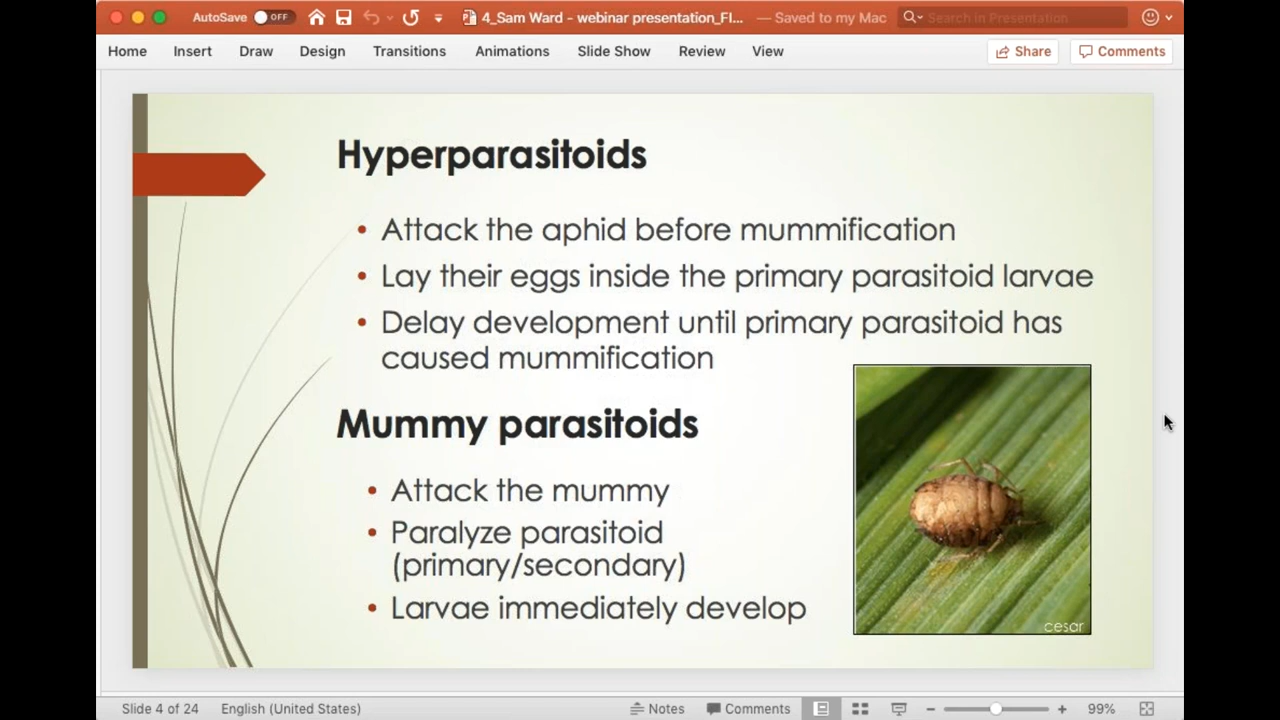 AutoSave OFF 4_Sam Ward - webinar presentation_FI... — Saved to my Mac Search in Presentation
Home Insert Draw Design Transitions Animations Slide Show Review View Share Comments
Hyperparasitoids
• Attack the aphid before mummification
• Lay their eggs inside the primary parasitoid larvae
• Delay development until primary parasitoid has
caused mummification
Mummy parasitoids
• Attack the mummy
• Paralyze parasitoid
(primary/secondary)
• Larvae immediately develop
cesar
Slide 4 of 24 English (United States) Notes Comments 99%